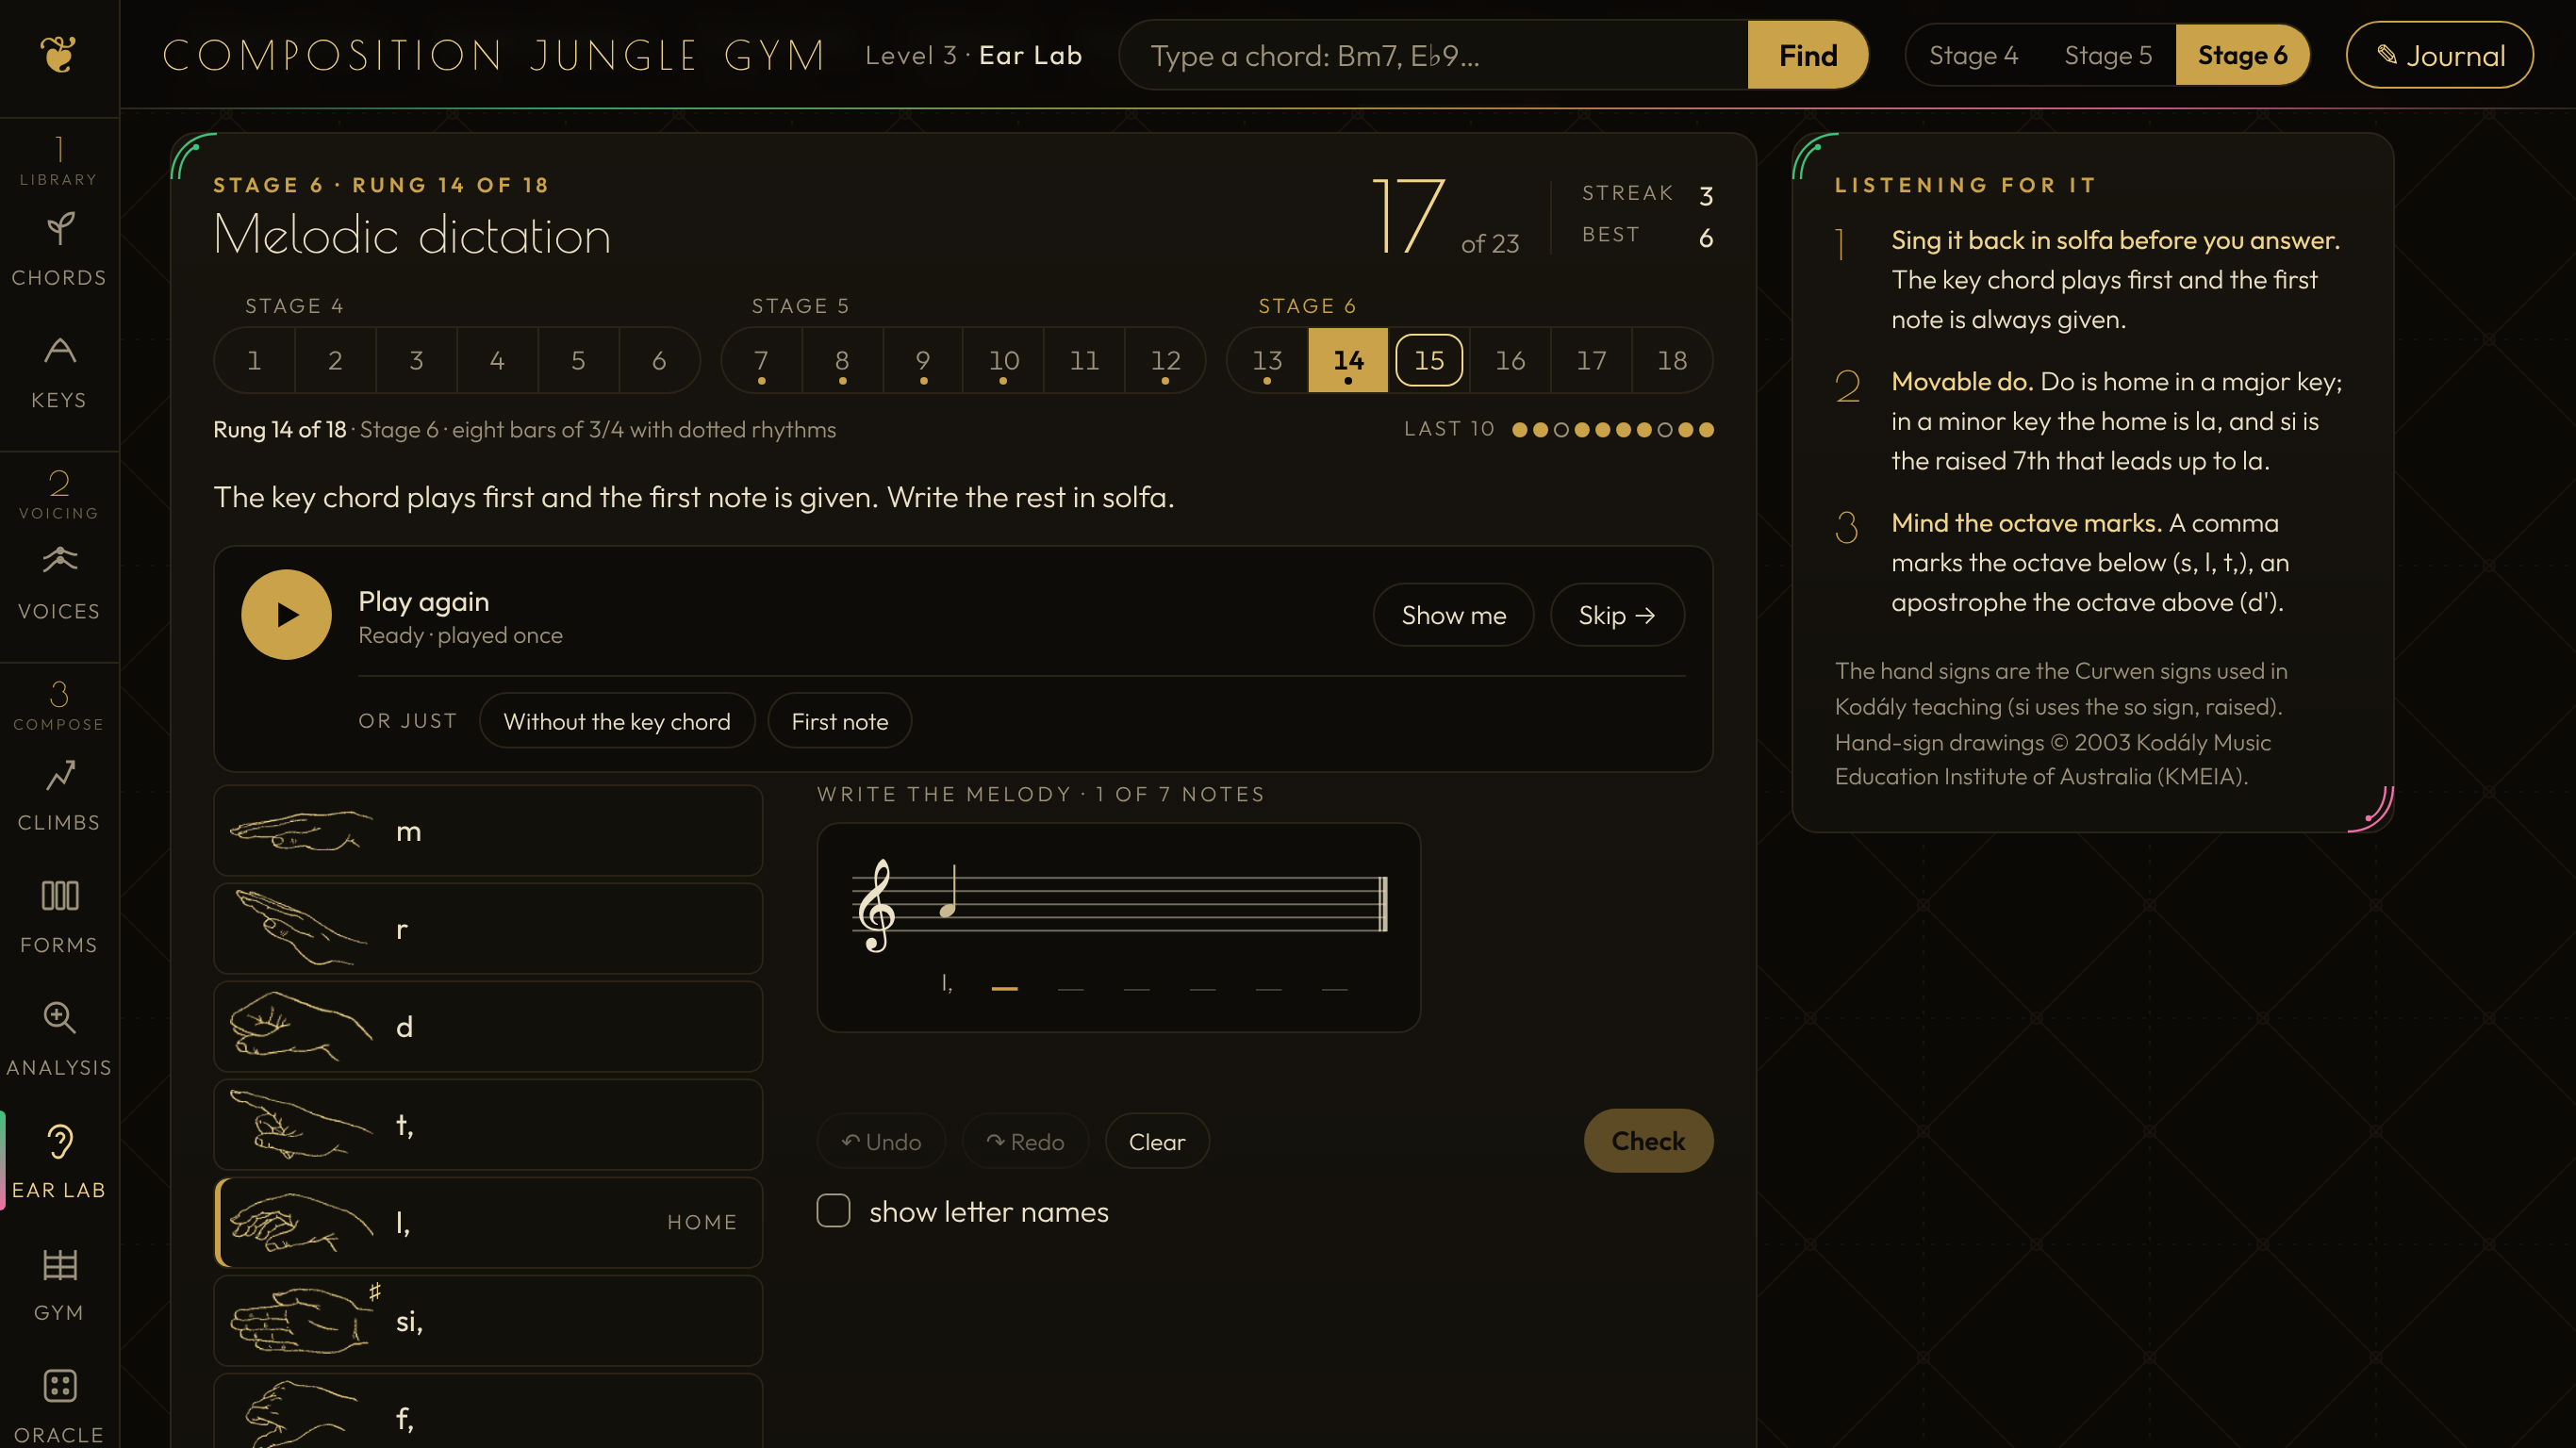 COMPOSITION JUNGLE GYM
Level 3 · Ear Lab
Type a chord: Bm7, E♭9...
Find
Stage 4
Stage 5
Stage 6
✎ Journal
1
LIBRARY
CHORDS
KEYS
2
VOICING
VOICES
3
COMPOSE
CLIMBS
FORMS
ANALYSIS
EAR LAB
GYM
ORACLE
STAGE 6 · RUNG 14 OF 18
Melodic dictation
17 of 23
STREAK 3
BEST 6
STAGE 4
STAGE 5
STAGE 6
1 2 3 4 5 6 7 8 9 10 11 12 13 14 15 16 17 18
Rung 14 of 18 · Stage 6 · eight bars of 3/4 with dotted rhythms
LAST 10
The key chord plays first and the first note is given. Write the rest in solfa.
Play again
Ready · played once
Show me
Skip →
OR JUST
Without the key chord
First note
m
r
d
t,
l,
HOME
♯
si,
f,
WRITE THE MELODY · 1 OF 7 NOTES
l,
↶ Undo
↷ Redo
Clear
Check
show letter names
LISTENING FOR IT
1
Sing it back in solfa before you answer.
The key chord plays first and the first
note is always given.
2
Movable do. Do is home in a major key;
in a minor key the home is la, and si is
the raised 7th that leads up to la.
3
Mind the octave marks. A comma
marks the octave below (s, l, t,), an
apostrophe the octave above (d').
The hand signs are the Curwen signs used in
Kodály teaching (si uses the so sign, raised).
Hand-sign drawings © 2003 Kodály Music
Education Institute of Australia (KMEIA).